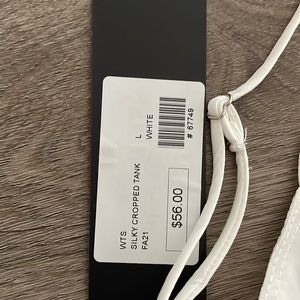 WTS
SILKY CROPPED TANK
FA21
L
WHITE
# 67749
$56.00